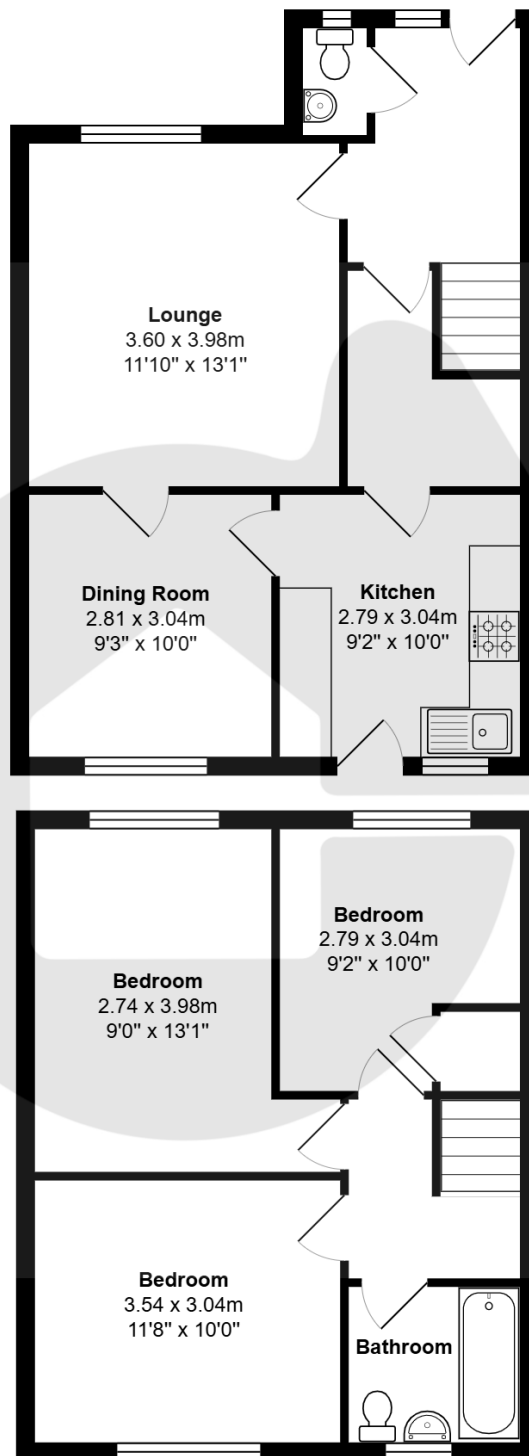 Lounge
3.60 x 3.98m
11'10" x 13'1"
Dining Room
2.81 x 3.04m
9'3" x 10'0"
Kitchen
2.79 x 3.04m
9'2" x 10'0"
Bedroom
2.79 x 3.04m
9'2" x 10'0"
Bedroom
2.74 x 3.98m
9'0" x 13'1"
Bedroom
3.54 x 3.04m
11'8" x 10'0"
Bathroom